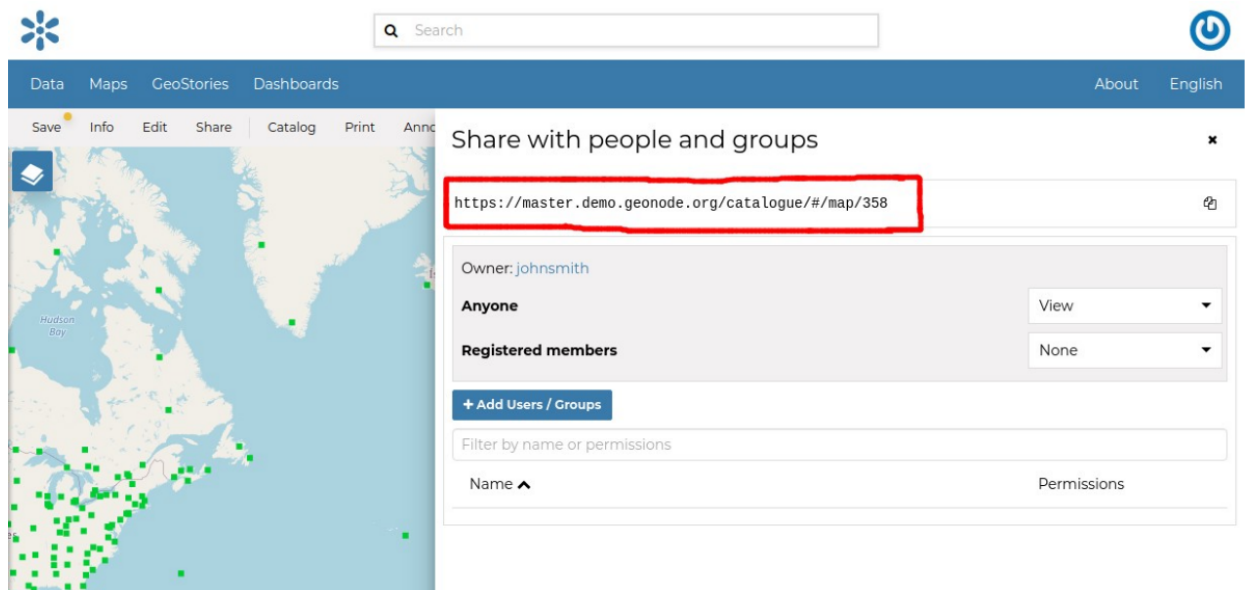 Search
Data Maps GeoStories Dashboards About English
Save Info Edit Share Catalog Print Anno
Share with people and groups
https://master.demo.geonode.org/catalogue/#/map/358
Owner: johnsmith
Anyone View
Registered members None
+ Add Users / Groups
Filter by name or permissions
Name Permissions
Hudson
Bay